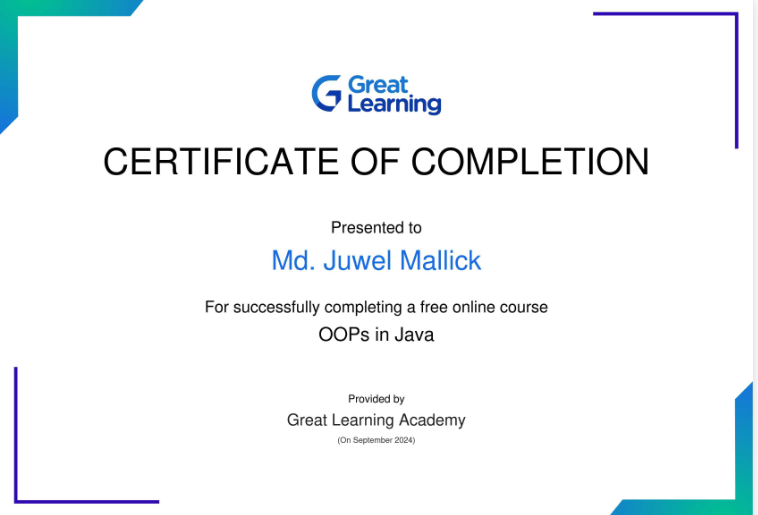 Great
Learning
CERTIFICATE OF COMPLETION
Presented to
Md. Juwel Mallick
For successfully completing a free online course
OOPs in Java
Provided by
Great Learning Academy
(On September 2024)